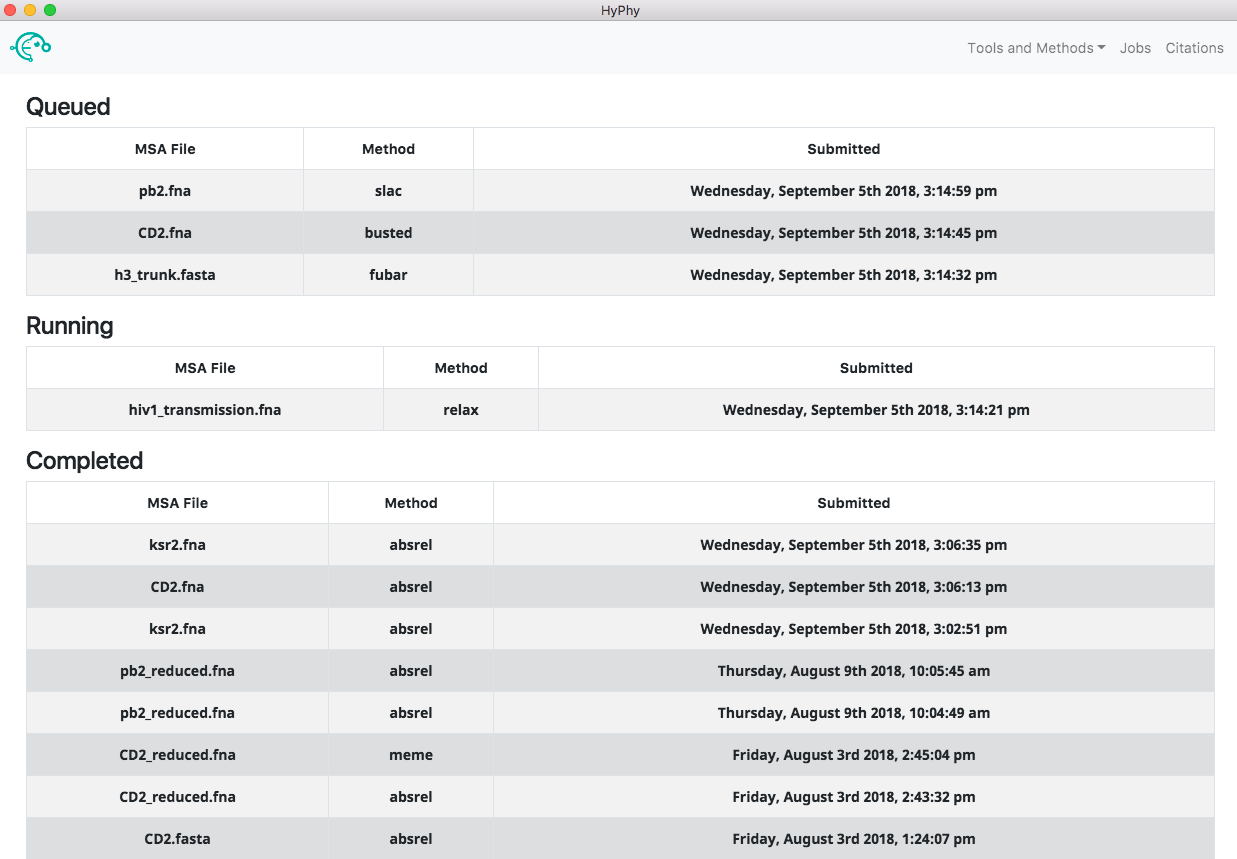 HyPhy
Tools and Methods Jobs Citations
Queued
MSA File Method Submitted
pb2.fna slac Wednesday, September 5th 2018, 3:14:59 pm
CD2.fna busted Wednesday, September 5th 2018, 3:14:45 pm
h3_trunk.fasta fubar Wednesday, September 5th 2018, 3:14:32 pm
Running
MSA File Method Submitted
hiv1_transmission.fna relax Wednesday, September 5th 2018, 3:14:21 pm
Completed
MSA File Method Submitted
ksr2.fna absrel Wednesday, September 5th 2018, 3:06:35 pm
CD2.fna absrel Wednesday, September 5th 2018, 3:06:13 pm
ksr2.fna absrel Wednesday, September 5th 2018, 3:02:51 pm
pb2_reduced.fna absrel Thursday, August 9th 2018, 10:05:45 am
pb2_reduced.fna absrel Thursday, August 9th 2018, 10:04:49 am
CD2_reduced.fna meme Friday, August 3rd 2018, 2:45:04 pm
CD2_reduced.fna absrel Friday, August 3rd 2018, 2:43:32 pm
CD2.fasta absrel Friday, August 3rd 2018, 1:24:07 pm